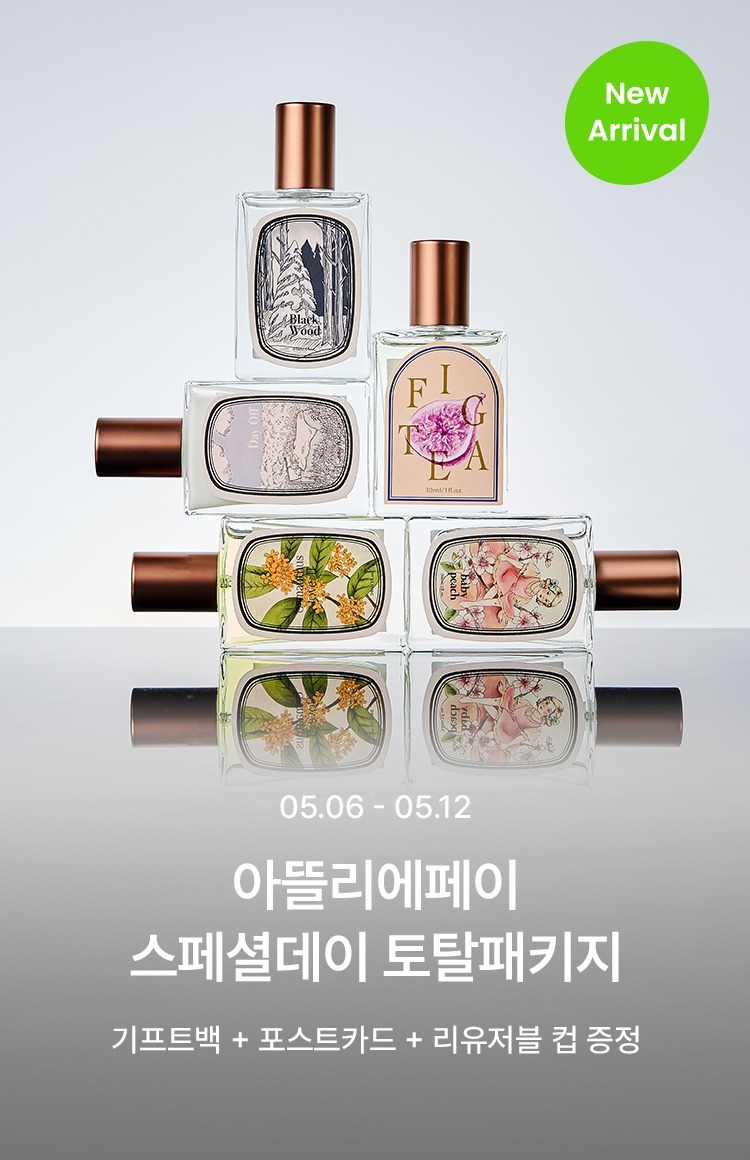 New
Arrival
Black
Wood
FIG
TEA
30ml/1fl.oz.
Day Off
baby
peach
05.06 - 05.12
아뜰리에페이
스페셜데이 토탈패키지
기프트백 + 포스트카드 + 리유저블 컵 증정